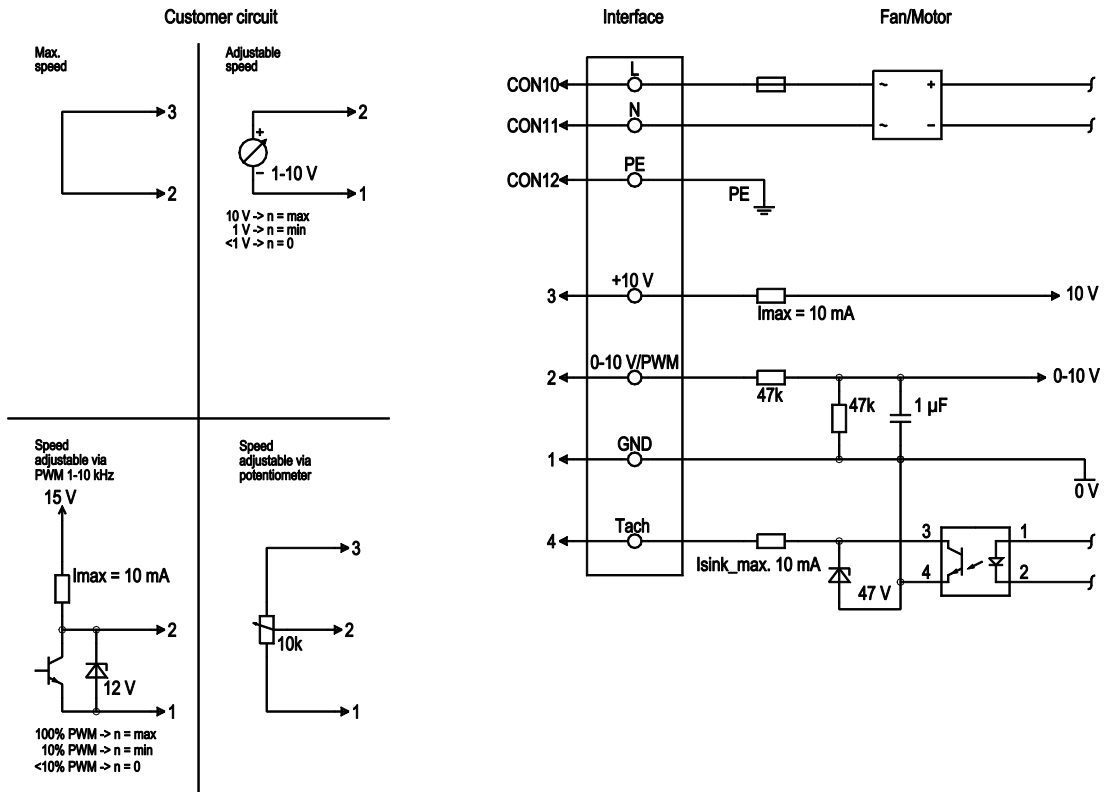 Customer circuit
Interface
Fan/Motor
Max.
speed
3
2
Adjustable
speed
2
+
–
1-10 V
1
10 V -> n = max
1 V -> n = min
<1 V -> n = 0
Speed
adjustable via
PWM 1-10 kHz
15 V
Imax = 10 mA
2
12 V
1
100% PWM -> n = max
10% PWM -> n = min
<10% PWM -> n = 0
Speed
adjustable via
potentiometer
3
2
10k
1
CON10
L
~
+
CON11
N
~
–
CON12
PE
PE
3
+10 V
10 V
Imax = 10 mA
2
0-10 V/PWM
0-10 V
47k
47k
1 µF
1
GND
0 V
4
Tach
Isink_max. 10 mA
47 V
3
4
1
2